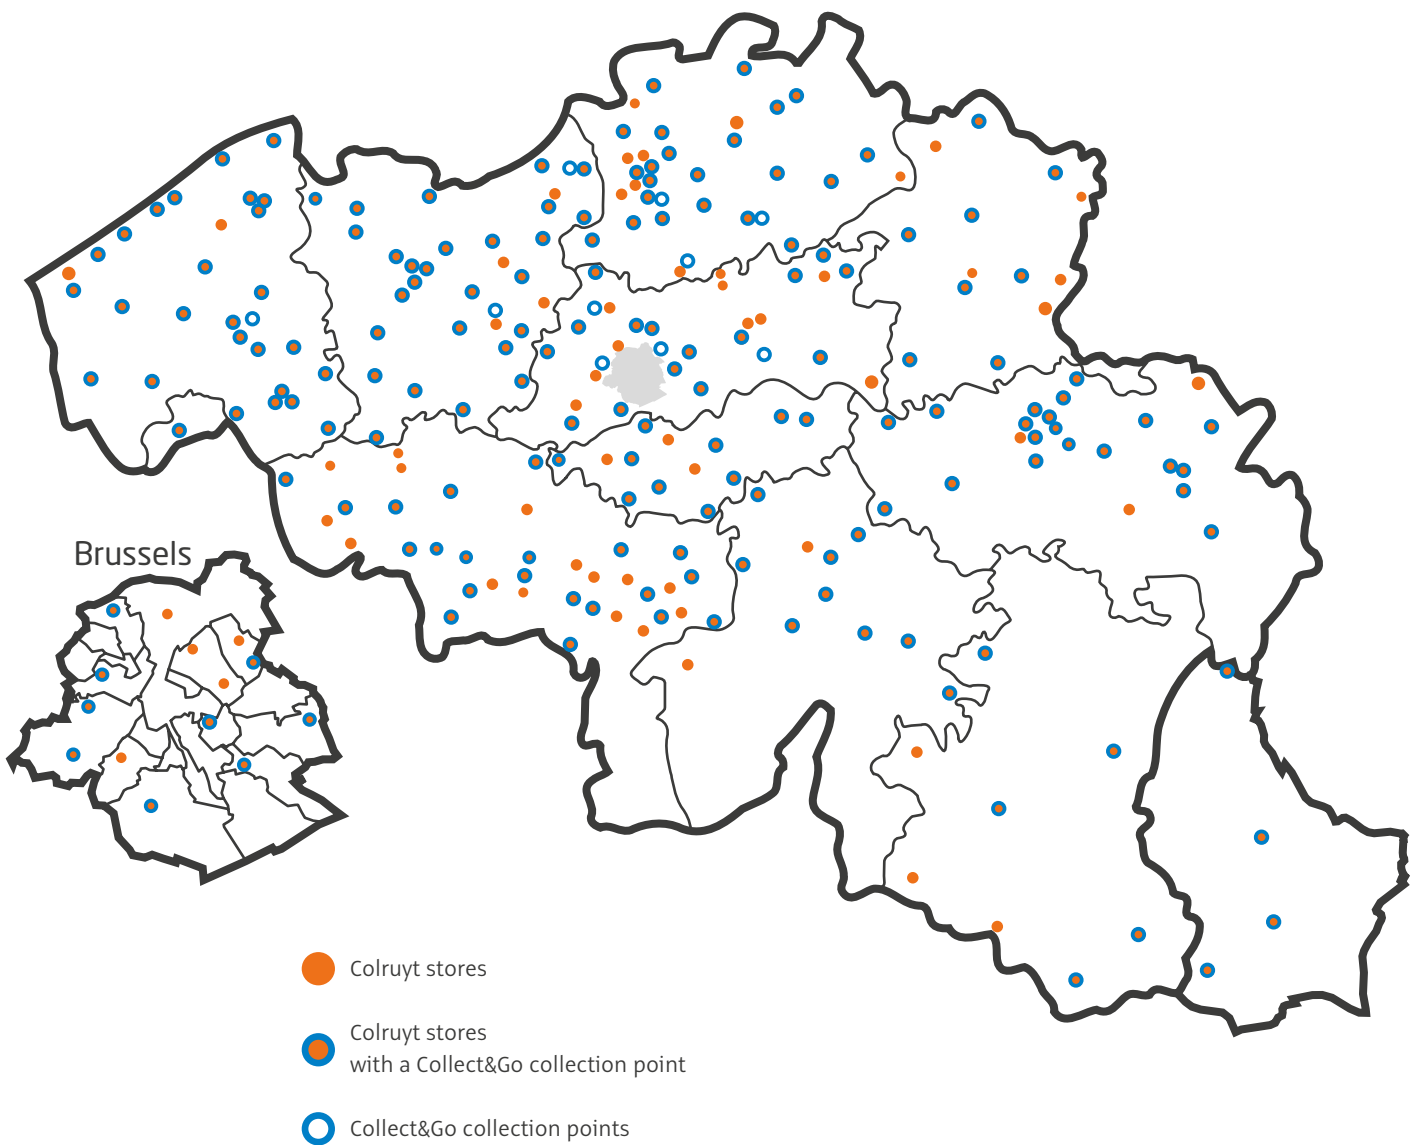 Brussels
Colruyt stores
Colruyt stores
with a Collect&Go collection point
Collect&Go collection points